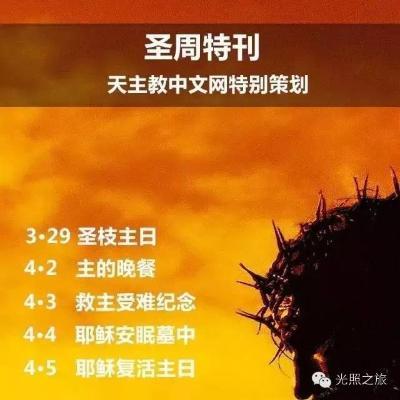 圣周特刊
天主教中文网特别策划
3·29 圣枝主日
4·2 主的晚餐
4·3 救主受难纪念
4·4 耶稣安眠墓中
4·5 耶稣复活主日
光照之旅